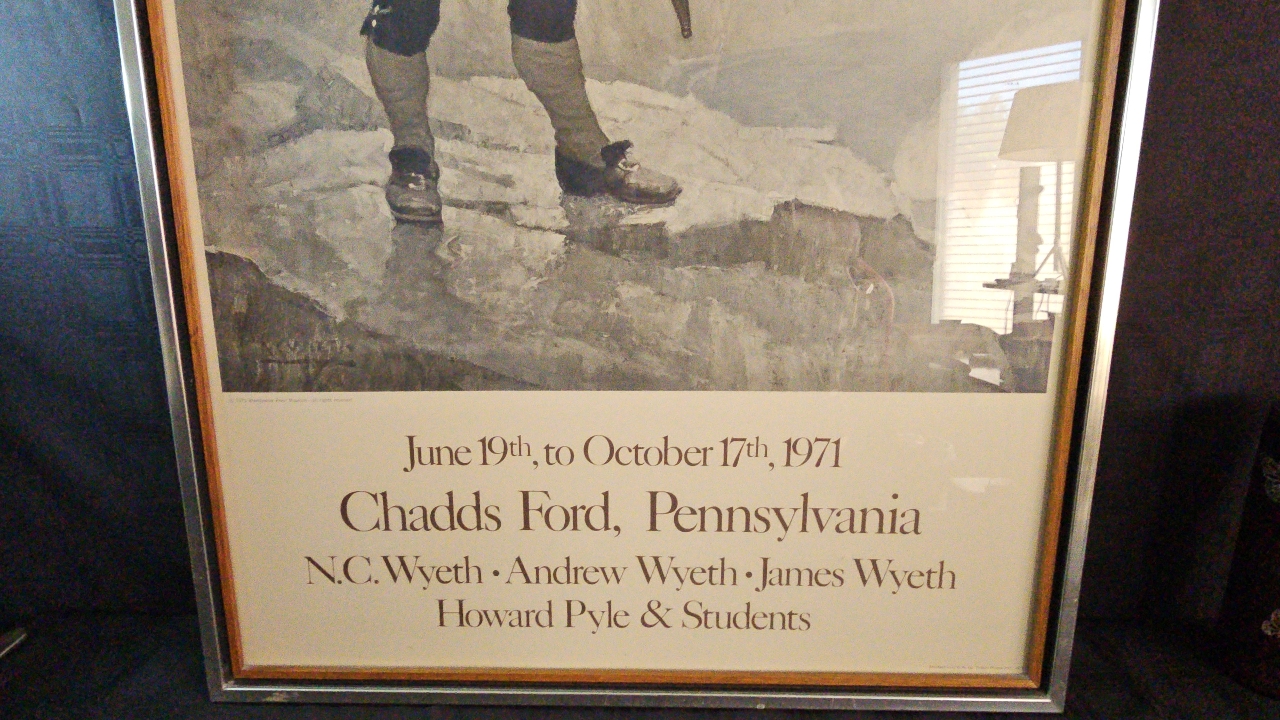 June 19th, to October 17th, 1971
Chadds Ford, Pennsylvania
N.C. Wyeth • Andrew Wyeth • James Wyeth
Howard Pyle & Students